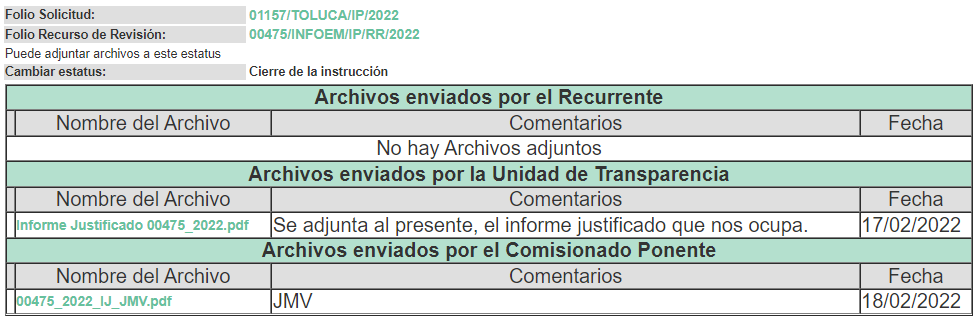 Folio Solicitud: 01157/TOLUCA/IP/2022
Folio Recurso de Revisión: 00475/INFOEM/IP/RR/2022
Puede adjuntar archivos a este estatus
Cambiar estatus: Cierre de la instrucción
Archivos enviados por el Recurrente
Nombre del Archivo Comentarios Fecha
No hay Archivos adjuntos
Archivos enviados por la Unidad de Transparencia
Nombre del Archivo Comentarios Fecha
Informe Justificado 00475_2022.pdf Se adjunta al presente, el informe justificado que nos ocupa. 17/02/2022
Archivos enviados por el Comisionado Ponente
Nombre del Archivo Comentarios Fecha
00475_2022_IJ_JMV.pdf JMV 18/02/2022